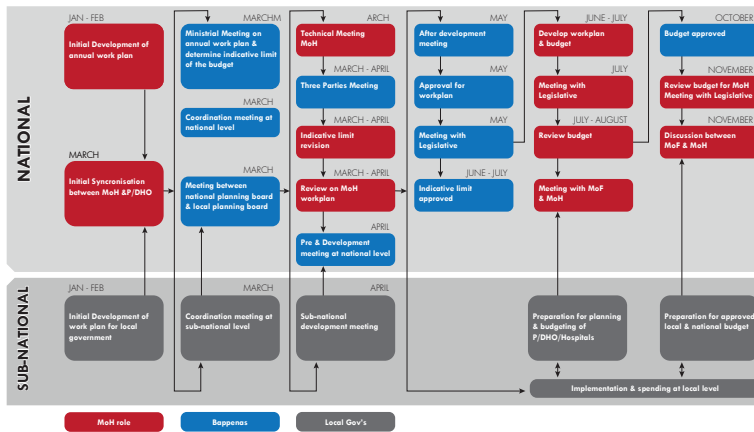 NATIONAL
JAN - FEB
Initial Development of
annual work plan
MARCH
Initial Syncronisation
between MoH &P/DHO
MARCHM
Ministrial Meeting on
annual work plan &
determine indicative limit
of the budget
MARCH
Coordination meeting at
national level
MARCH
Meeting between
national planning board
& local planning board
ARCH
Technical Meeting
MoH
MARCH - APRIL
Three Parties Meeting
MARCH - APRIL
Indicative limit
revision
MARCH - APRIL
Review on MoH
workplan
APRIL
Pre & Development
meeting at national level
MAY
After development
meeting
MAY
Approval for
workplan
MAY
Meeting with
Legislative
JUNE - JULY
Indicative limit
approved
JUNE - JULY
Develop workplan
& budget
JULY
Meeting with
Legislative
JULY - AUGUST
Review budget
Meeting with MoF
& MoH
OCTOBER
Budget approved
NOVEMBER
Review budget for MoH
Meeting with Legislative
NOVEMBER
Discussion between
MoF & MoH
SUB-NATIONAL
JAN - FEB
Initial Development of
work plan for local
government
MARCH
Coordination meeting at
sub-national level
APRIL
Sub-national
development meeting
Preparation for planning
& budgeting of
P/DHO/Hospitals
Preparation for approved
local & national budget
Implementation & spending at local level
MoH role
Bappenas
Local Gov's